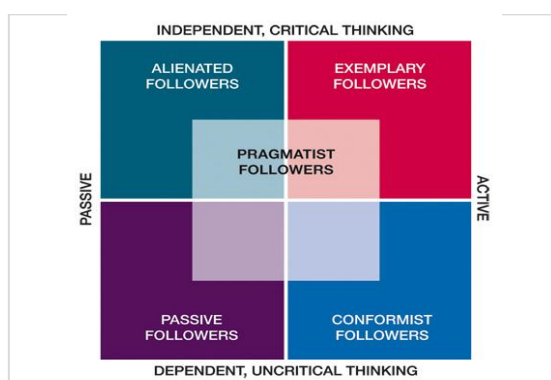 INDEPENDENT, CRITICAL THINKING
ALIENATED
FOLLOWERS
EXEMPLARY
FOLLOWERS
PRAGMATIST
FOLLOWERS
PASSIVE
ACTIVE
PASSIVE
FOLLOWERS
CONFORMIST
FOLLOWERS
DEPENDENT, UNCRITICAL THINKING